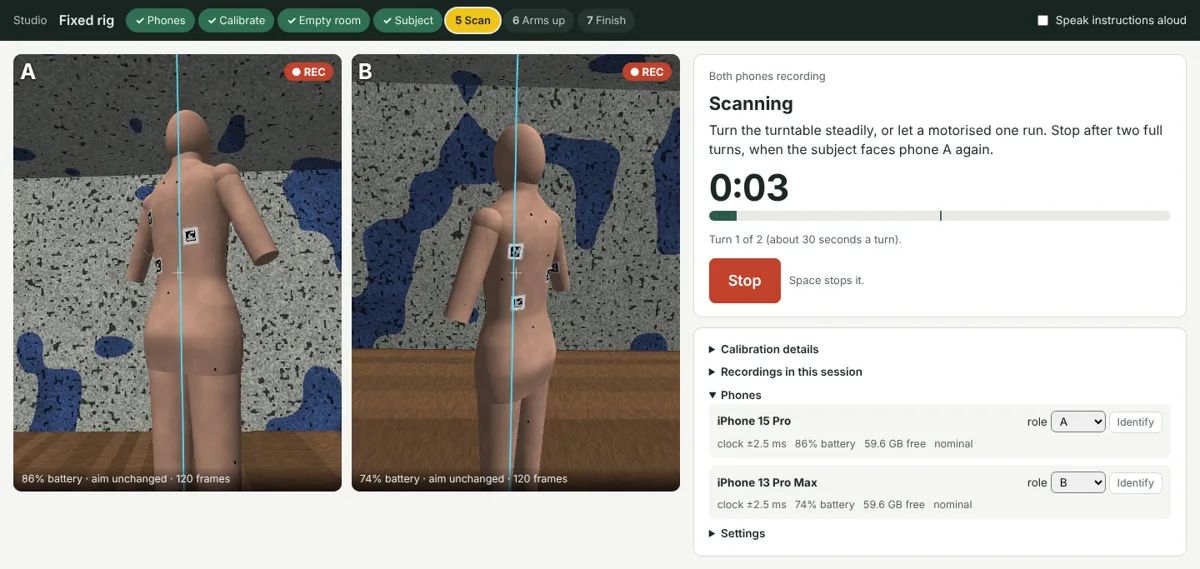 Studio Fixed rig ✓ Phones ✓ Calibrate ✓ Empty room ✓ Subject 5 Scan 6 Arms up 7 Finish Speak instructions aloud
A
REC
86% battery · aim unchanged · 120 frames
B
REC
74% battery · aim unchanged · 120 frames
Both phones recording
Scanning
Turn the turntable steadily, or let a motorised one run. Stop after two full
turns, when the subject faces phone A again.
0:03
Turn 1 of 2 (about 30 seconds a turn).
Stop Space stops it.
Calibration details
Recordings in this session
Phones
iPhone 15 Pro role A Identify
clock ±2.5 ms 86% battery 59.6 GB free nominal
iPhone 13 Pro Max role B Identify
clock ±2.5 ms 74% battery 59.6 GB free nominal
Settings